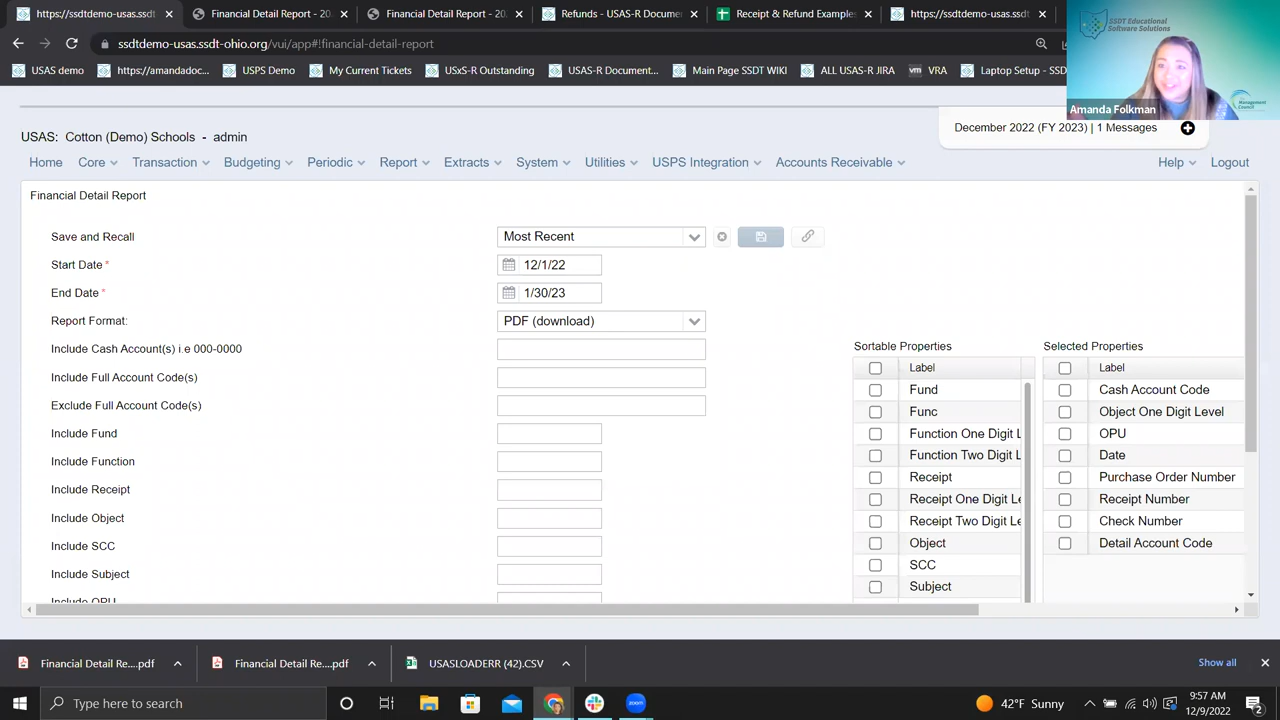 https://ssdtdemo-usas.ssdt-ohio.c
Financial Detail Report - 20
Financial Detail Report - 20
Refunds - USAS-R Documen
Receipt & Refund Examples
https://ssdtdemo-usas.ssdt
SSDT Educational
Software Solutions
ssdtdemo-usas.ssdt-ohio.org/vui/app#!financial-detail-report
USAS demo
https://amandadoc...
USPS Demo
My Current Tickets
USxS-R Outstanding
USAS-R Document...
Main Page SSDT WIKI
ALL USAS-R JIRA
VRA
Laptop Setup - SSD
Management
Council
Amanda Folkman
USAS: Cotton (Demo) Schools - admin
December 2022 (FY 2023) | 1 Messages
Home
Core
Transaction
Budgeting
Periodic
Report
Extracts
System
Utilities
USPS Integration
Accounts Receivable
Help
Logout
Financial Detail Report
Save and Recall
Most Recent
Start Date *
12/1/22
End Date *
1/30/23
Report Format:
PDF (download)
Include Cash Account(s) i.e 000-0000
Include Full Account Code(s)
Exclude Full Account Code(s)
Include Fund
Include Function
Include Receipt
Include Object
Include SCC
Include Subject
Include OPU
Sortable Properties
Label
Fund
Func
Function One Digit L
Function Two Digit L
Receipt
Receipt One Digit Le
Receipt Two Digit Le
Object
SCC
Subject
Selected Properties
Label
Cash Account Code
Object One Digit Level
OPU
Date
Purchase Order Number
Receipt Number
Check Number
Detail Account Code
Financial Detail Re....pdf
Financial Detail Re....pdf
USASLOADERR (42).CSV
Show all
Type here to search
zoom
42°F Sunny
9:57 AM
12/9/2022
2